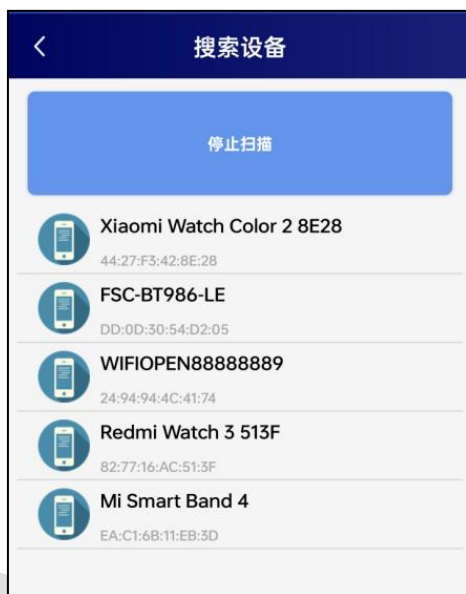 搜索设备
停止扫描
Xiaomi Watch Color 2 8E28
44:27:F3:42:8E:28
FSC-BT986-LE
DD:0D:30:54:D2:05
WIFIOPEN88888889
24:94:94:4C:41:74
Redmi Watch 3 513F
82:77:16:AC:51:3F
Mi Smart Band 4
EA:C1:6B:11:EB:3D